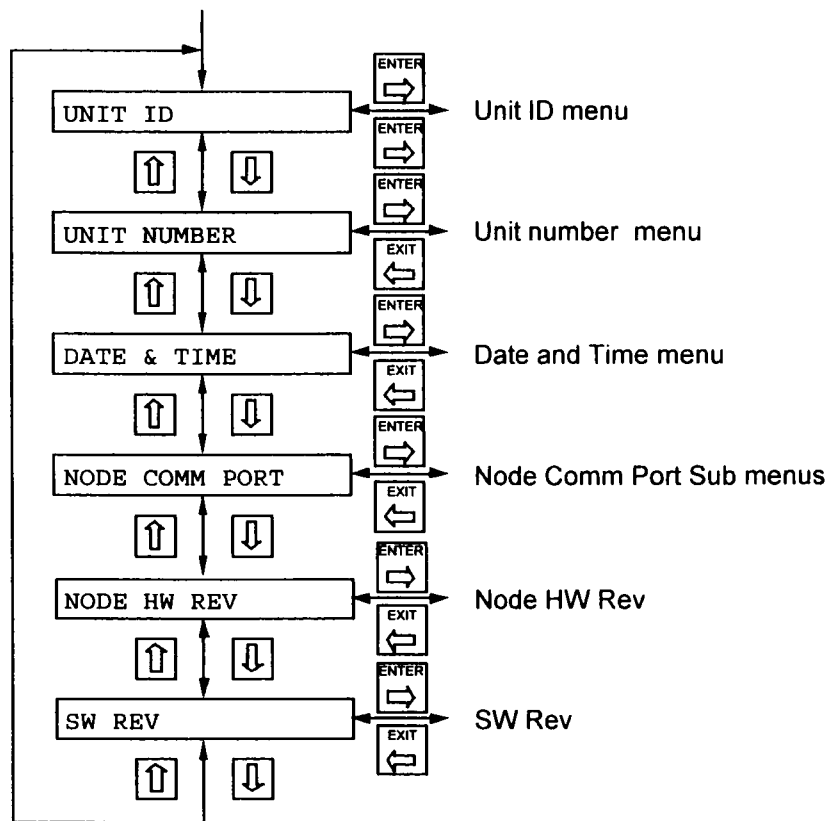 ENTER
UNIT ID
Unit ID menu
ENTER
ENTER
UNIT NUMBER
Unit number menu
EXIT
ENTER
DATE & TIME
Date and Time menu
EXIT
ENTER
NODE COMM PORT
Node Comm Port Sub menus
EXIT
ENTER
NODE HW REV
Node HW Rev
EXIT
ENTER
SW REV
SW Rev
EXIT